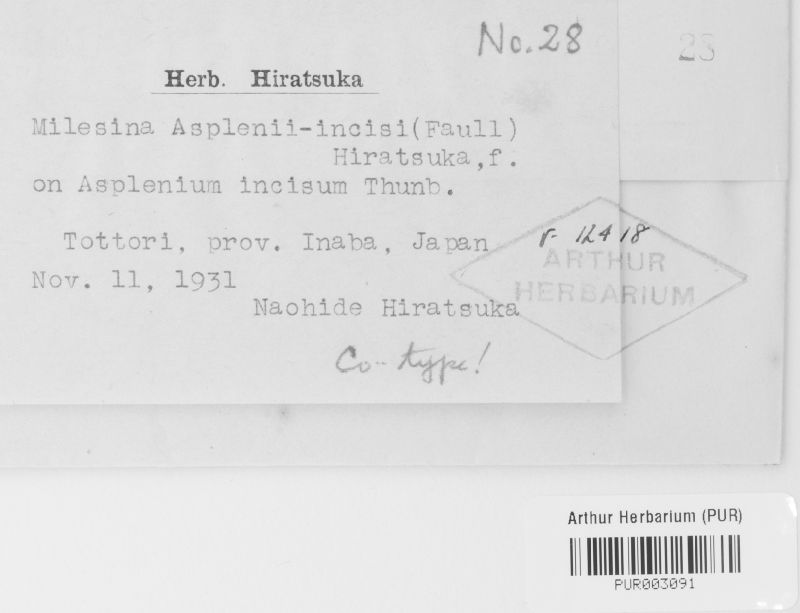 No. 28
28
Herb. Hiratsuka
Milesina Asplenii-incisi(Faull)
Hiratsuka,f.
on Asplenium incisum Thunb.
Tottori, prov. Inaba, Japan
F 12418
ARTHUR
HERBARIUM
Nov. 11, 1931
Naohide Hiratsuka
Co-type!
Arthur Herbarium (PUR)
PUR003091